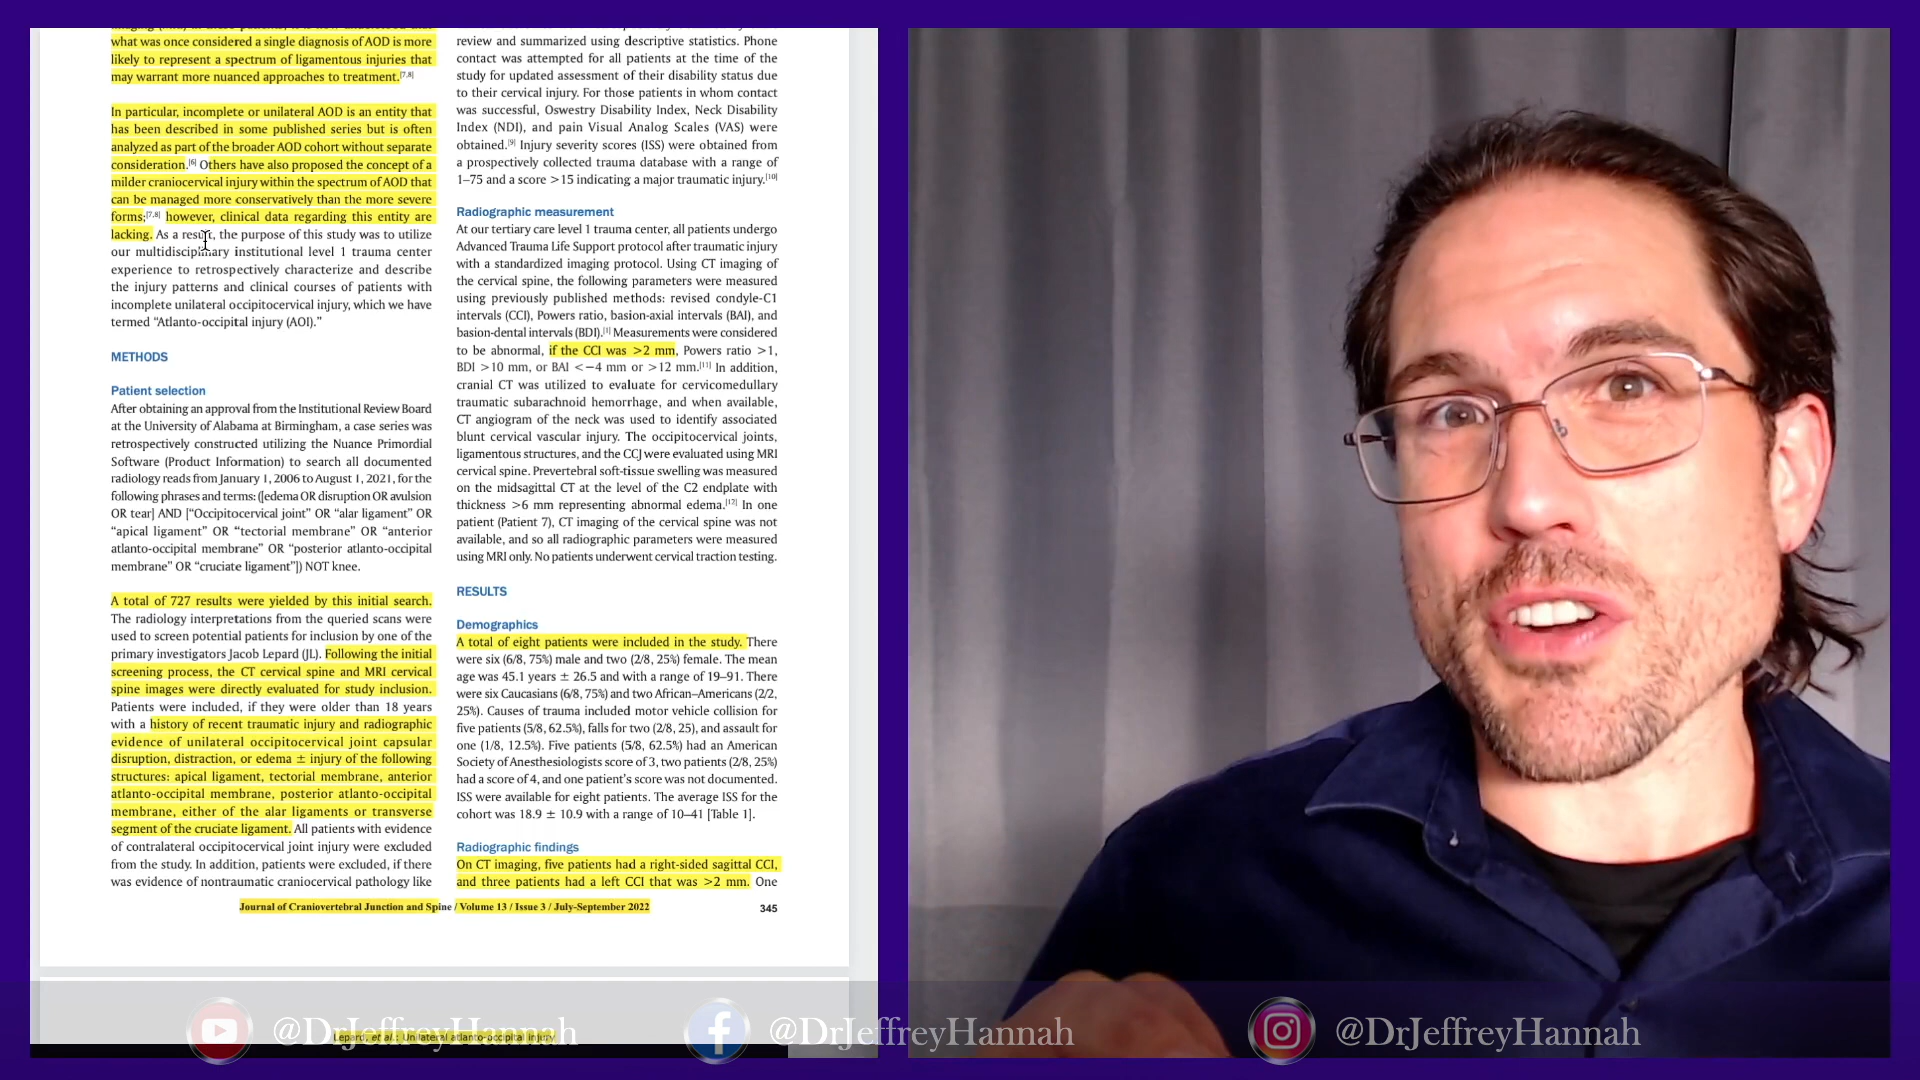 what was once considered a single diagnosis of AOD is more
likely to represent a spectrum of ligamentous injuries that
may warrant more nuanced approaches to treatment.[7,8]
In particular, incomplete or unilateral AOD is an entity that
has been described in some published series but is often
analyzed as part of the broader AOD cohort without separate
consideration.[6] Others have also proposed the concept of a
milder craniocervical injury within the spectrum of AOD that
can be managed more conservatively than the more severe
forms;[7,8] however, clinical data regarding this entity are
lacking. As a result, the purpose of this study was to utilize
our multidisciplinary institutional level 1 trauma center
experience to retrospectively characterize and describe
the injury patterns and clinical courses of patients with
incomplete unilateral occipitocervical injury, which we have
termed “Atlanto-occipital injury (AOI).”
METHODS
Patient selection
After obtaining an approval from the Institutional Review Board
at the University of Alabama at Birmingham, a case series was
retrospectively constructed utilizing the Nuance Primordial
Software (Product Information) to search all documented
radiology reads from January 1, 2006 to August 1, 2021, for the
following phrases and terms: ([edema OR disruption OR avulsion
OR tear] AND [“Occipitocervical joint” OR “alar ligament” OR
“apical ligament” OR “tectorial membrane” OR “anterior
atlanto-occipital membrane” OR “posterior atlanto-occipital
membrane” OR “cruciate ligament”]) NOT knee.
A total of 727 results were yielded by this initial search.
The radiology interpretations from the queried scans were
used to screen potential patients for inclusion by one of the
primary investigators Jacob Lepard (JL). Following the initial
screening process, the CT cervical spine and MRI cervical
spine images were directly evaluated for study inclusion.
Patients were included, if they were older than 18 years
with a history of recent traumatic injury and radiographic
evidence of unilateral occipitocervical joint capsular
disruption, distraction, or edema ± injury of the following
structures: apical ligament, tectorial membrane, anterior
atlanto-occipital membrane, posterior atlanto-occipital
membrane, either of the alar ligaments or transverse
segment of the cruciate ligament. All patients with evidence
of contralateral occipitocervical joint injury were excluded
from the study. In addition, patients were excluded, if there
was evidence of nontraumatic craniocervical pathology like
review and summarized using descriptive statistics. Phone
contact was attempted for all patients at the time of the
study for updated assessment of their disability status due
to their cervical injury. For those patients in whom contact
was successful, Oswestry Disability Index, Neck Disability
Index (NDI), and pain Visual Analog Scales (VAS) were
obtained.[9] Injury severity scores (ISS) were obtained from
a prospectively collected trauma database with a range of
1–75 and a score >15 indicating a major traumatic injury.[10]
Radiographic measurement
At our tertiary care level 1 trauma center, all patients undergo
Advanced Trauma Life Support protocol after traumatic injury
with a standardized imaging protocol. Using CT imaging of
the cervical spine, the following parameters were measured
using previously published methods: revised condyle-C1
intervals (CCI), Powers ratio, basion-axial intervals (BAI), and
basion-dental intervals (BDI).[1] Measurements were considered
to be abnormal, if the CCI was >2 mm, Powers ratio >1,
BDI >10 mm, or BAI <−4 mm or >12 mm.[11] In addition,
cranial CT was utilized to evaluate for cervicomedullary
traumatic subarachnoid hemorrhage, and when available,
CT angiogram of the neck was used to identify associated
blunt cervical vascular injury. The occipitocervical joints,
ligamentous structures, and the CCJ were evaluated using MRI
cervical spine. Prevertebral soft-tissue swelling was measured
on the midsagittal CT at the level of the C2 endplate with
thickness >6 mm representing abnormal edema.[12] In one
patient (Patient 7), CT imaging of the cervical spine was not
available, and so all radiographic parameters were measured
using MRI only. No patients underwent cervical traction testing.
RESULTS
Demographics
A total of eight patients were included in the study. There
were six (6/8, 75%) male and two (2/8, 25%) female. The mean
age was 45.1 years ± 26.5 and with a range of 19–91. There
were six Caucasians (6/8, 75%) and two African–Americans (2/2,
25%). Causes of trauma included motor vehicle collision for
five patients (5/8, 62.5%), falls for two (2/8, 25), and assault for
one (1/8, 12.5%). Five patients (5/8, 62.5%) had an American
Society of Anesthesiologists score of 3, two patients (2/8, 25%)
had a score of 4, and one patient’s score was not documented.
ISS were available for eight patients. The average ISS for the
cohort was 18.9 ± 10.9 with a range of 10–41 [Table 1].
Radiographic findings
On CT imaging, five patients had a right-sided sagittal CCI,
and three patients had a left CCI that was >2 mm. One
Journal of Craniovertebral Junction and Spine / Volume 13 / Issue 3 / July-September 2022
345
Lepard, et al.: Unilateral atlanto-occipital injury
@DrJeffreyHannah
@DrJeffreyHannah
@DrJeffreyHannah